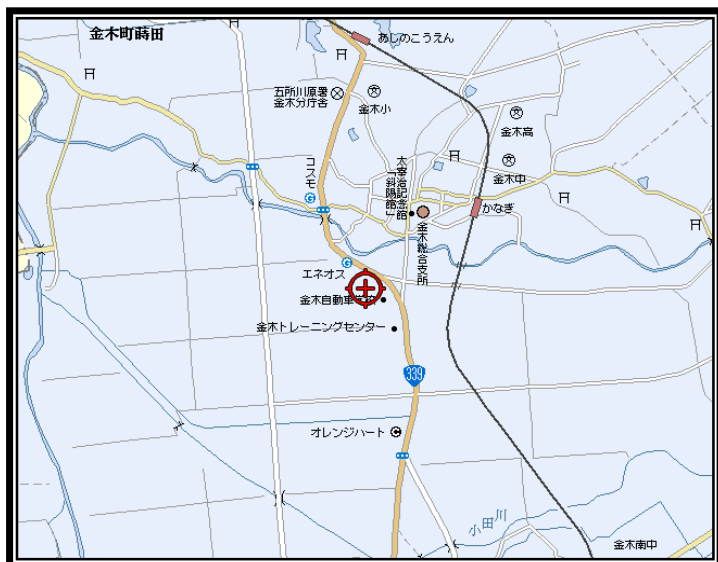 金木町蒔田
あしのこうえん
五所川原署
金木分庁舎
金木小
金木高
コスモ
太宰治記念館
「斜陽館」
金木中
かなぎ
金木総合支所
エネオス
金木自動車学校
金木トレーニングセンター
339
オレンジハート
小田川
金木南中